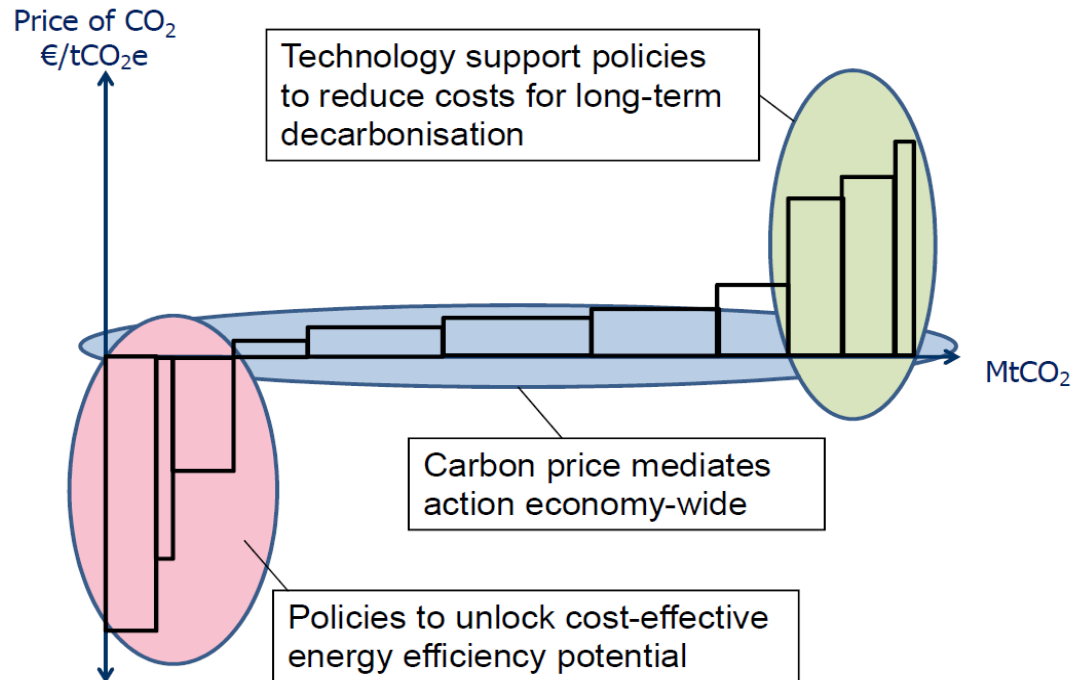 Price of CO₂
€/tCO₂e
Technology support policies
to reduce costs for long-term
decarbonisation
MtCO₂
Carbon price mediates
action economy-wide
Policies to unlock cost-effective
energy efficiency potential